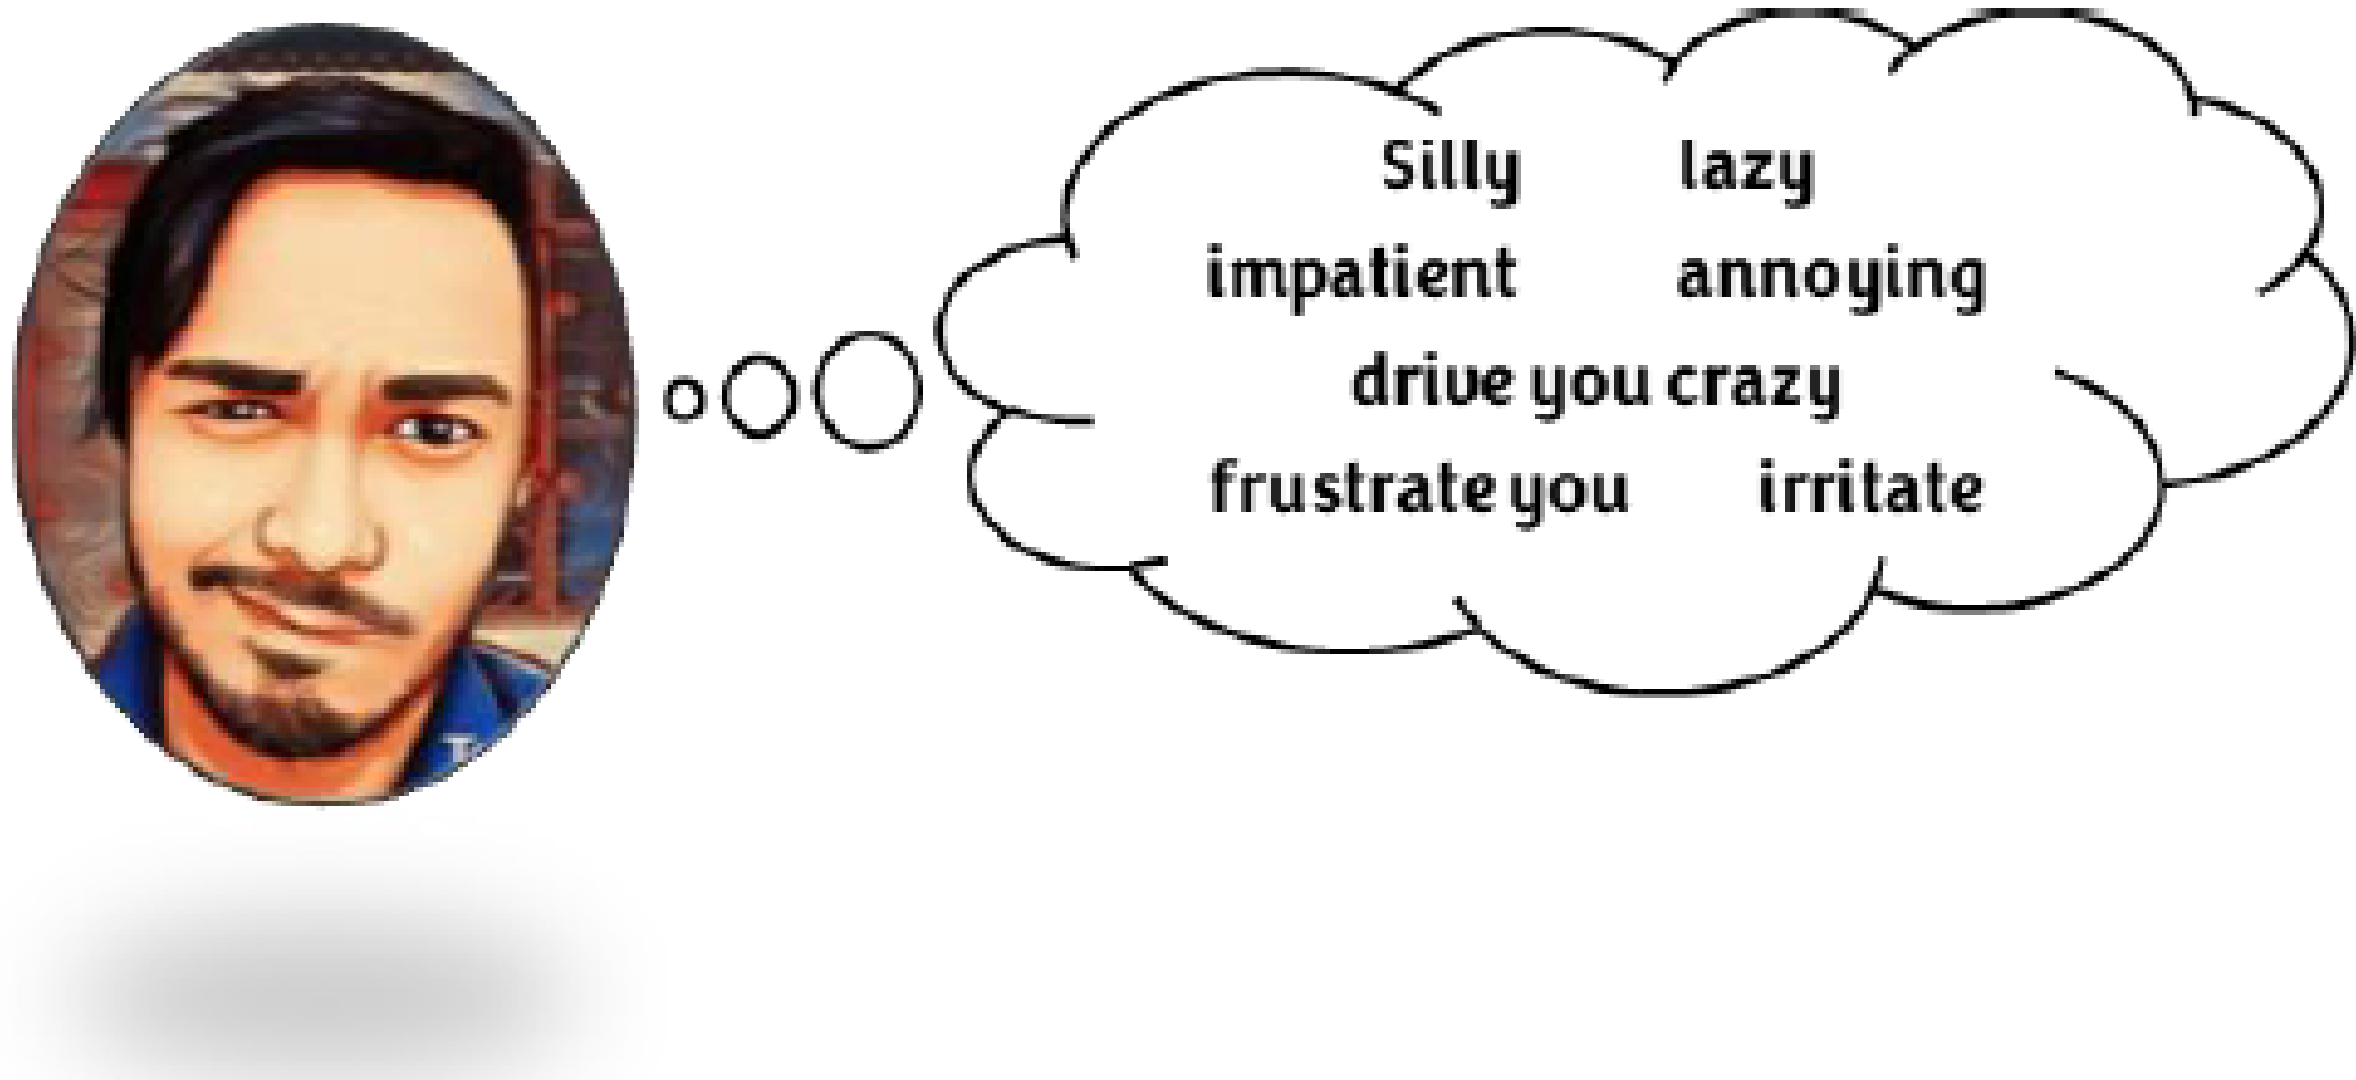 Silly lazy
impatient annoying
drive you crazy
frustrate you irritate